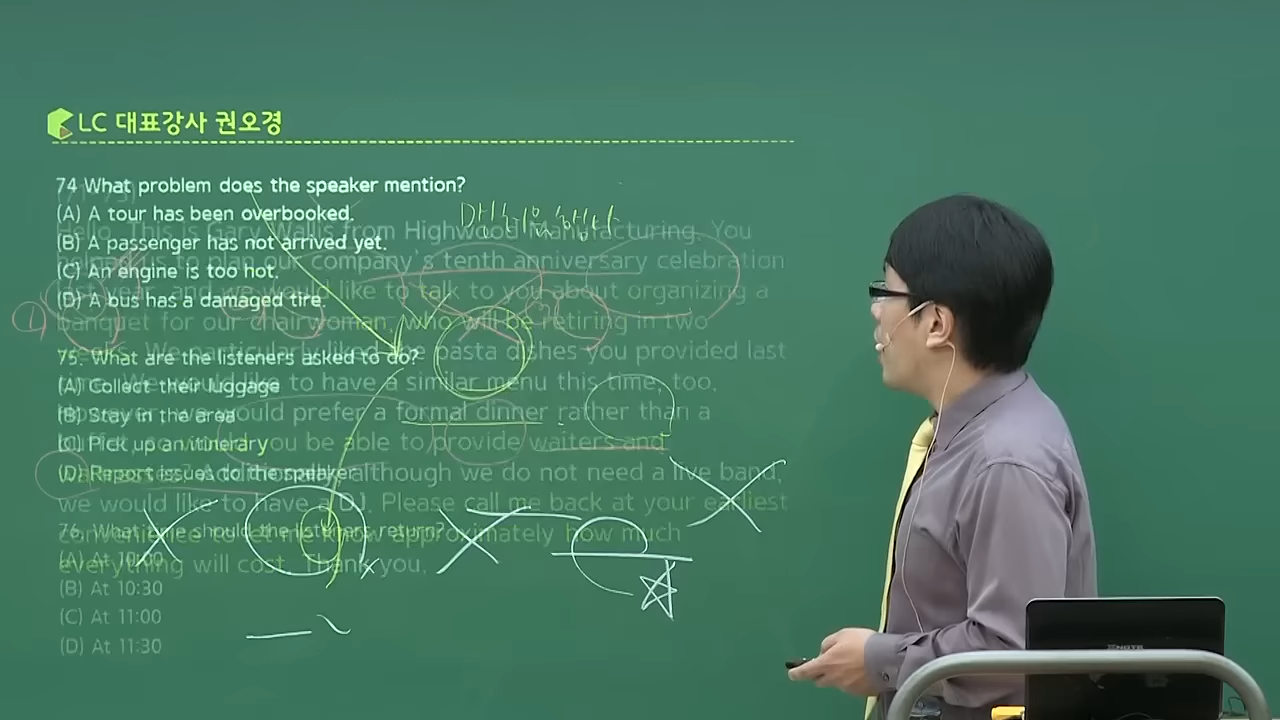 LC 대표강사 권오경
74 What problem does the speaker mention?
(A) A tour has been overbooked.
(B) A passenger has not arrived yet.
(C) An engine is too hot.
(D) A bus has a damaged tire.
75. What are the listeners asked to do?
(A) Collect their luggage
(B) Stay in the area
(C) Pick up an itinerary
(D) Report issues to the speaker
76. What time should the listeners return?
(A) At 10:00
(B) At 10:30
(C) At 11:00
(D) At 11:30
Hello. This is Gary Wallis from Highwood Manufacturing. You
helped us to plan our company's tenth anniversary celebration
last year, and we would like to talk to you about organizing a
banquet for our chairwoman, who will be retiring in two
We particularly liked the pasta dishes you provided last
time. We would like to have a similar menu this time, too.
However, we would prefer a formal dinner rather than a
would you be able to provide waiters and
waitresses? Additionally, although we do not need a live band,
we would like to have a DJ. Please call me back at your earliest
convenience to let me know approximately how much
everything will cost. Thank you.